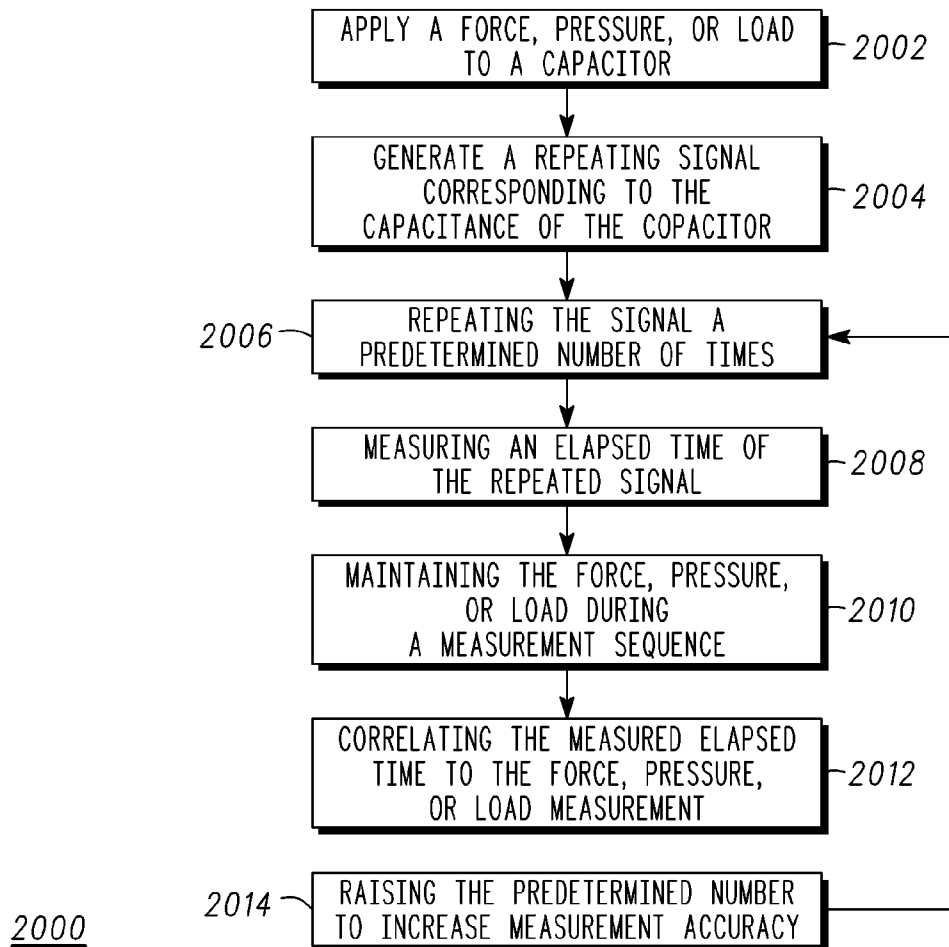 APPLY A FORCE, PRESSURE, OR LOAD
TO A CAPACITOR
2002
GENERATE A REPEATING SIGNAL
CORRESPONDING TO THE
CAPACITANCE OF THE COPACITOR
2004
2006
REPEATING THE SIGNAL A
PREDETERMINED NUMBER OF TIMES
MEASURING AN ELAPSED TIME OF
THE REPEATED SIGNAL
2008
MAINTAINING THE FORCE, PRESSURE,
OR LOAD DURING
A MEASUREMENT SEQUENCE
2010
CORRELATING THE MEASURED ELAPSED
TIME TO THE FORCE, PRESSURE,
OR LOAD MEASUREMENT
2012
2014
RAISING THE PREDETERMINED NUMBER
TO INCREASE MEASUREMENT ACCURACY
2000